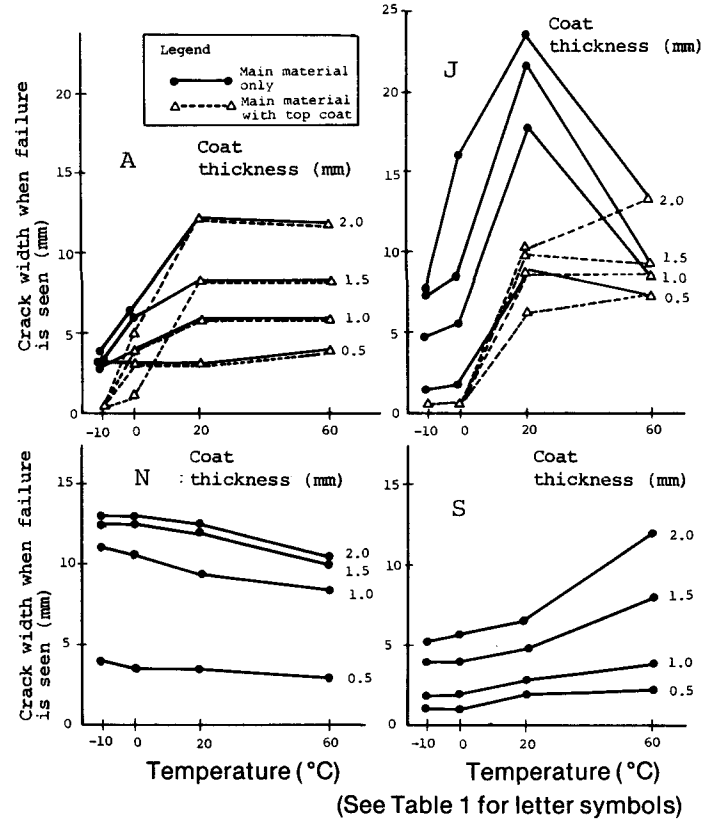 Legend
Main material
only
Main material
with top coat
Crack width when failure
is seen (mm)
20
15
10
5
0
A
Coat
thickness (mm)
2.0
1.5
1.0
0.5
-10
0
20
60
25
20
15
10
5
0
J
Coat
thickness (mm)
2.0
1.5
1.0
0.5
-10
0
20
60
Crack width when failure
is seen (mm)
15
10
5
0
N
: Coat
thickness (mm)
2.0
1.5
1.0
0.5
-10
0
20
60
Temperature (°C)
15
10
5
0
S
Coat
thickness (mm)
2.0
1.5
1.0
0.5
-10
0
20
60
Temperature (°C)
(See Table 1 for letter symbols)